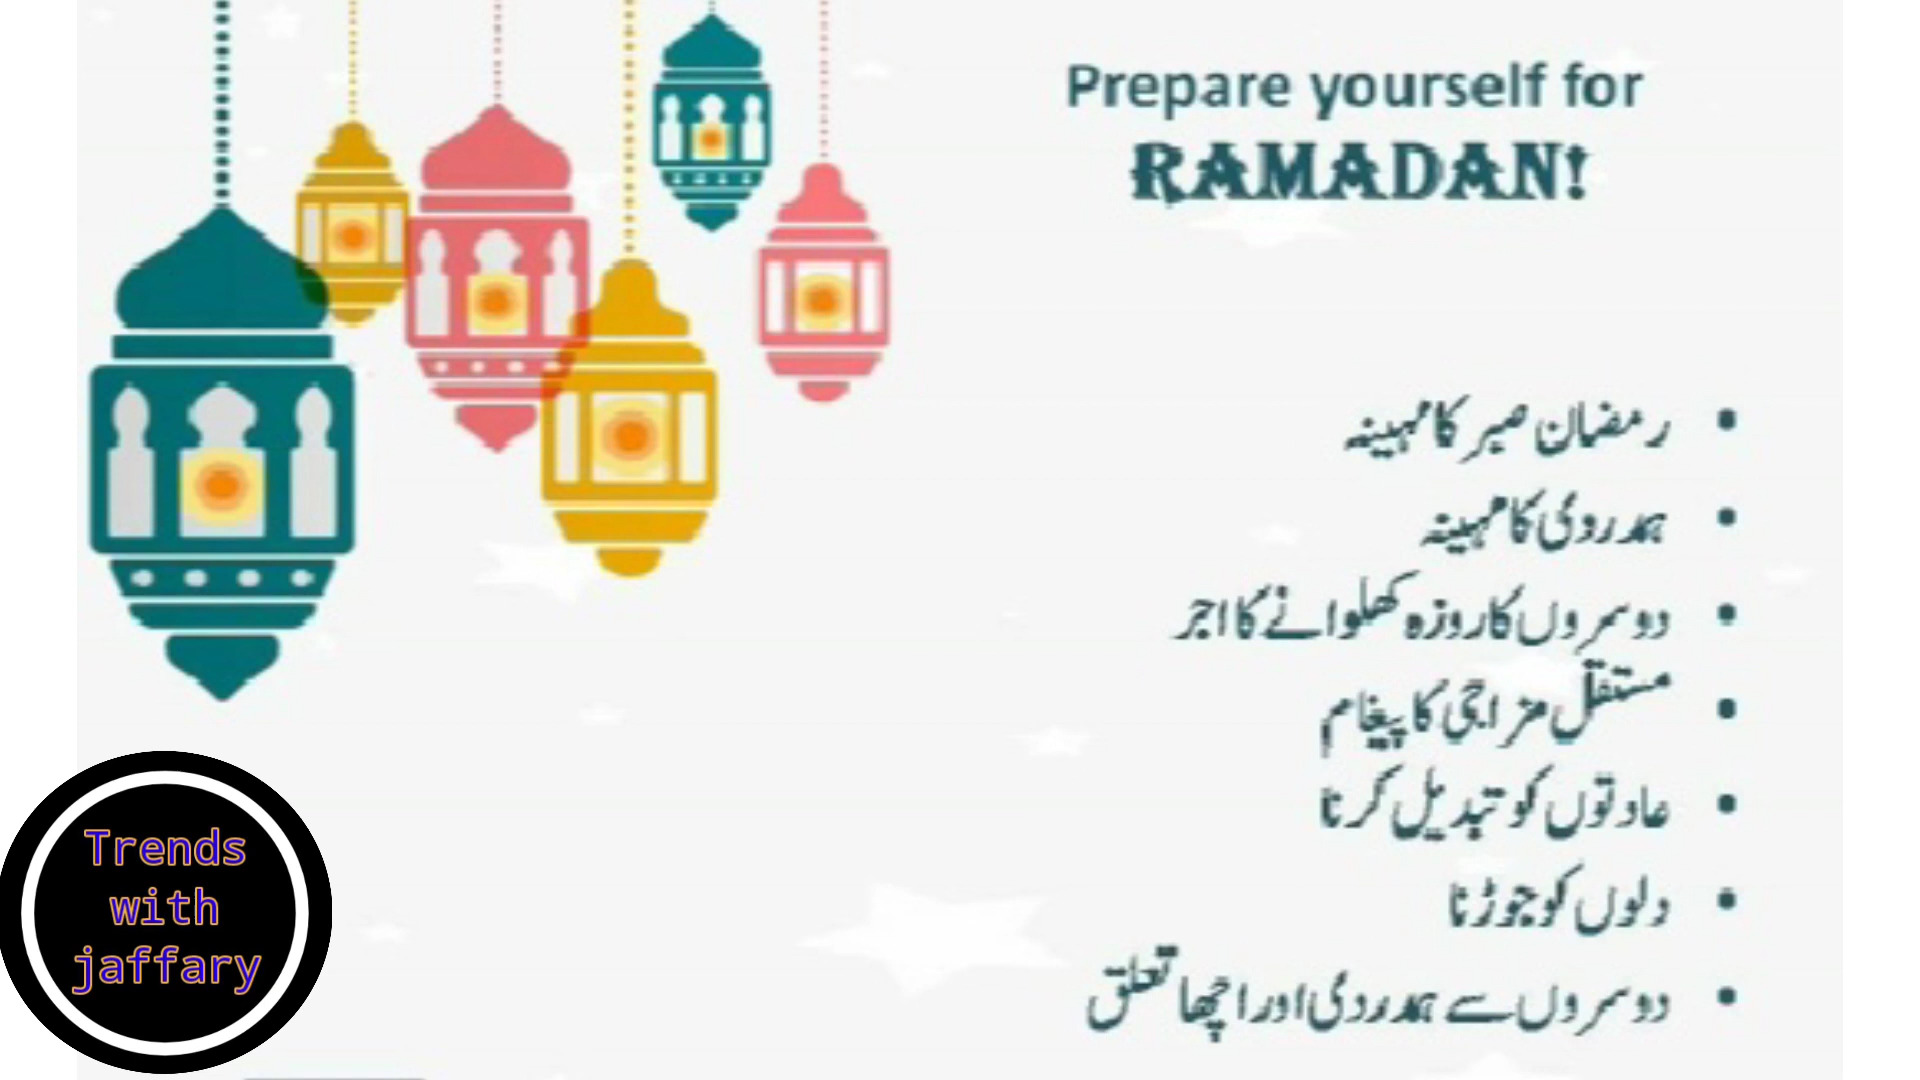 Prepare yourself for
RAMADAN!
• رمضان صبر کا مہینہ
• ہمدردی کا مہینہ
• دوسروں کا روزہ کھلوانے کا اجر
• مستقل مزاجی کا پیغام
• عادتوں کو تبدیل کرنا
• دلوں کو جوڑنا
• دوسروں سے ہمدردی اور اچھا تعلق
Trends
with
jaffary